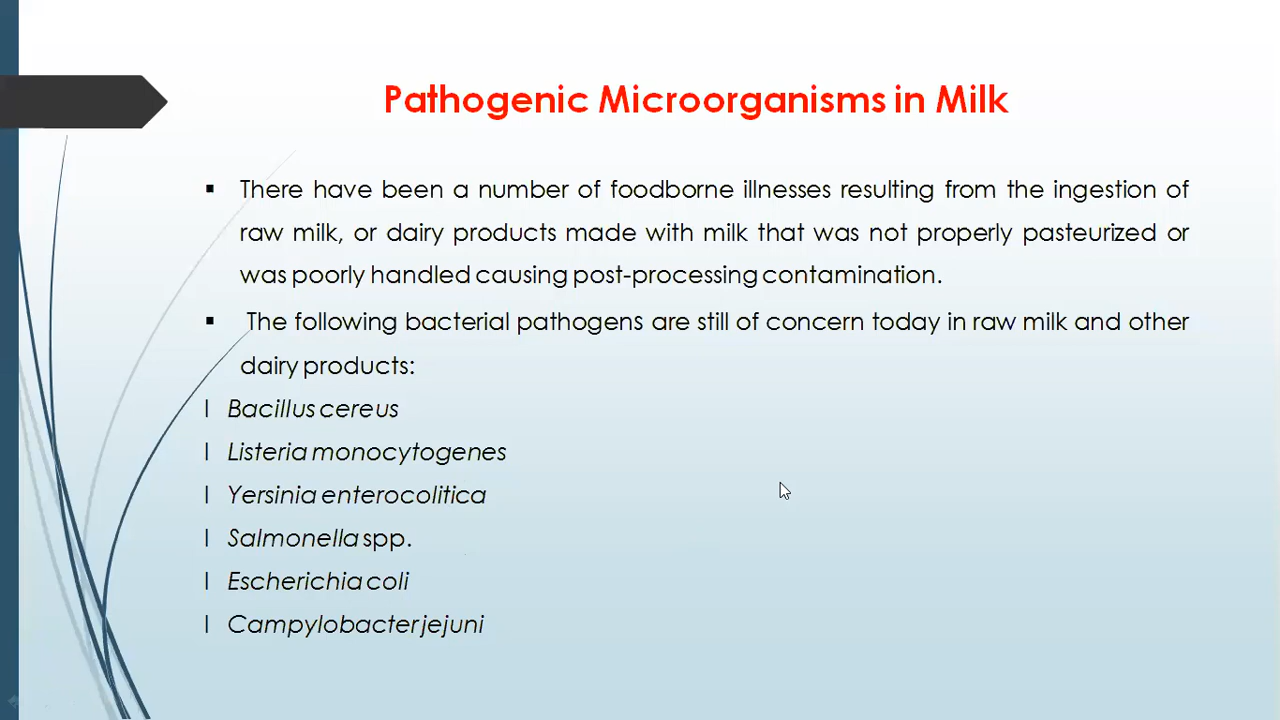 Pathogenic Microorganisms in Milk
▪ There have been a number of foodborne illnesses resulting from the ingestion of
raw milk, or dairy products made with milk that was not properly pasteurized or
was poorly handled causing post-processing contamination.
▪ The following bacterial pathogens are still of concern today in raw milk and other
dairy products:
l Bacillus cereus
l Listeria monocytogenes
l Yersinia enterocolitica
l Salmonella spp.
l Escherichia coli
l Campylobacter jejuni